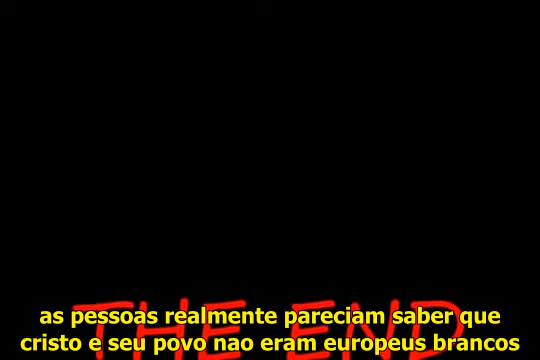 THE END
as pessoas realmente pareciam saber que
cristo e seu povo nao eram europeus brancos